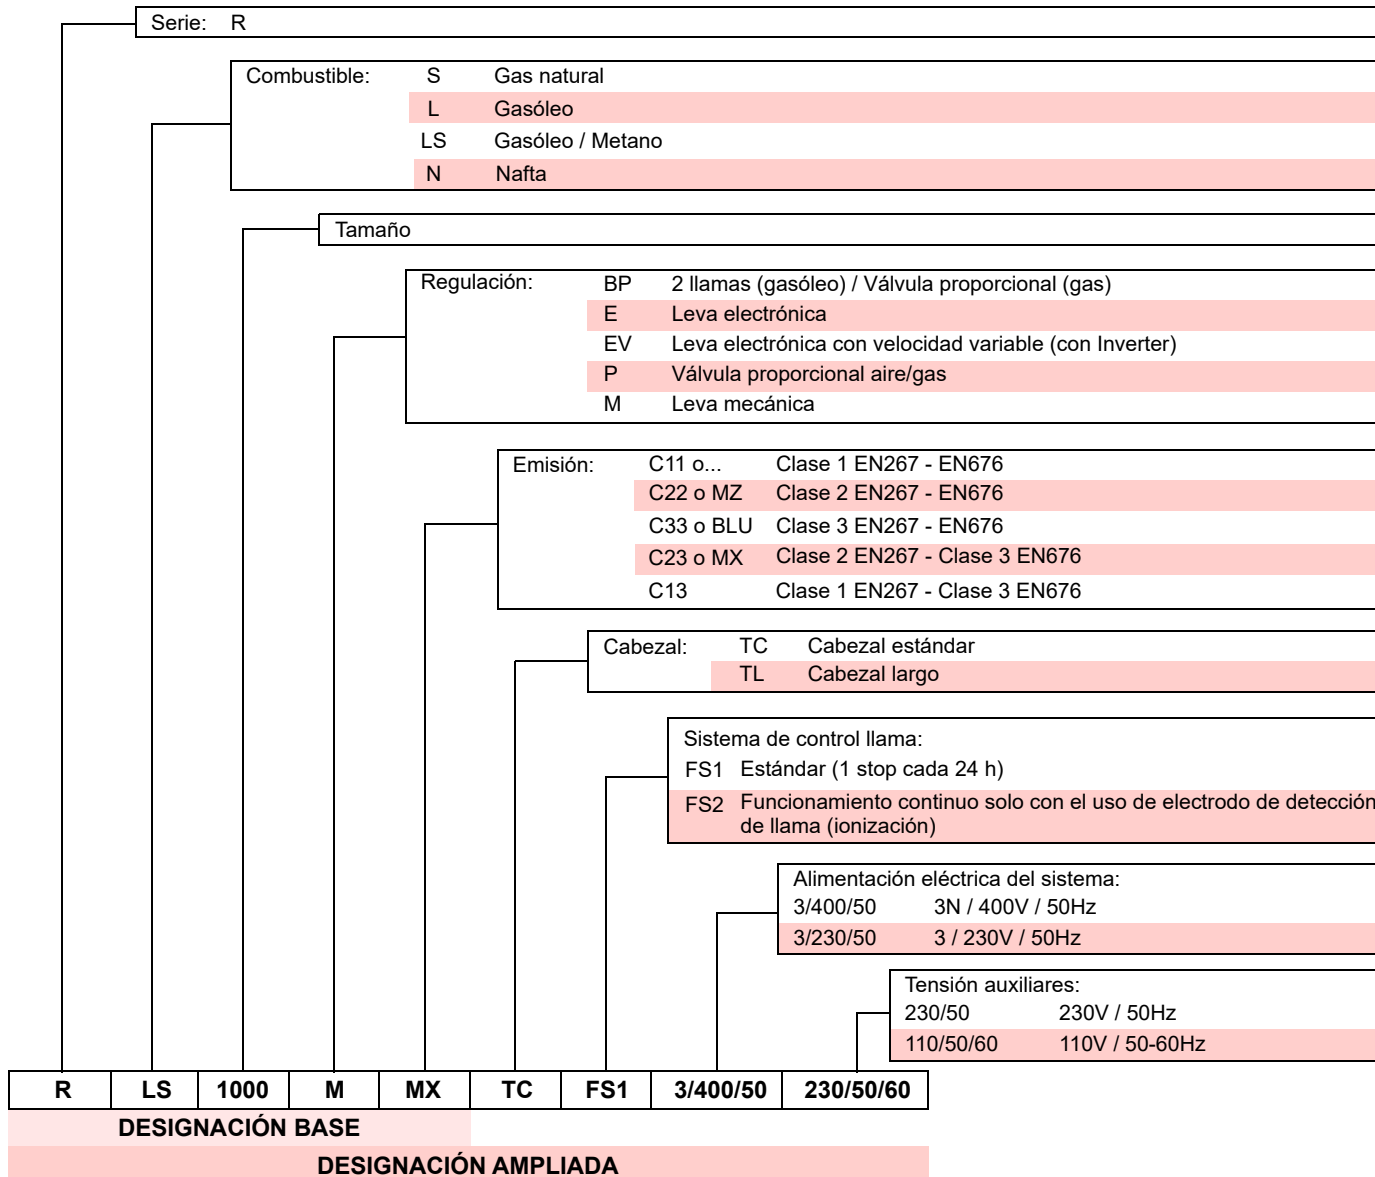 Serie: R
Combustible: S Gas natural
L Gasóleo
LS Gasóleo / Metano
N Nafta
Tamaño
Regulación: BP 2 llamas (gasóleo) / Válvula proporcional (gas)
E Leva electrónica
EV Leva electrónica con velocidad variable (con Inverter)
P Válvula proporcional aire/gas
M Leva mecánica
Emisión: C11 o... Clase 1 EN267 - EN676
C22 o MZ Clase 2 EN267 - EN676
C33 o BLU Clase 3 EN267 - EN676
C23 o MX Clase 2 EN267 - Clase 3 EN676
C13 Clase 1 EN267 - Clase 3 EN676
Cabezal: TC Cabezal estándar
TL Cabezal largo
Sistema de control llama:
FS1 Estándar (1 stop cada 24 h)
FS2 Funcionamiento continuo solo con el uso de electrodo de detección
de llama (ionización)
Alimentación eléctrica del sistema:
3/400/50 3N / 400V / 50Hz
3/230/50 3 / 230V / 50Hz
Tensión auxiliares:
230/50 230V / 50Hz
110/50/60 110V / 50-60Hz
R LS 1000 M MX TC FS1 3/400/50 230/50/60
DESIGNACIÓN BASE
DESIGNACIÓN AMPLIADA